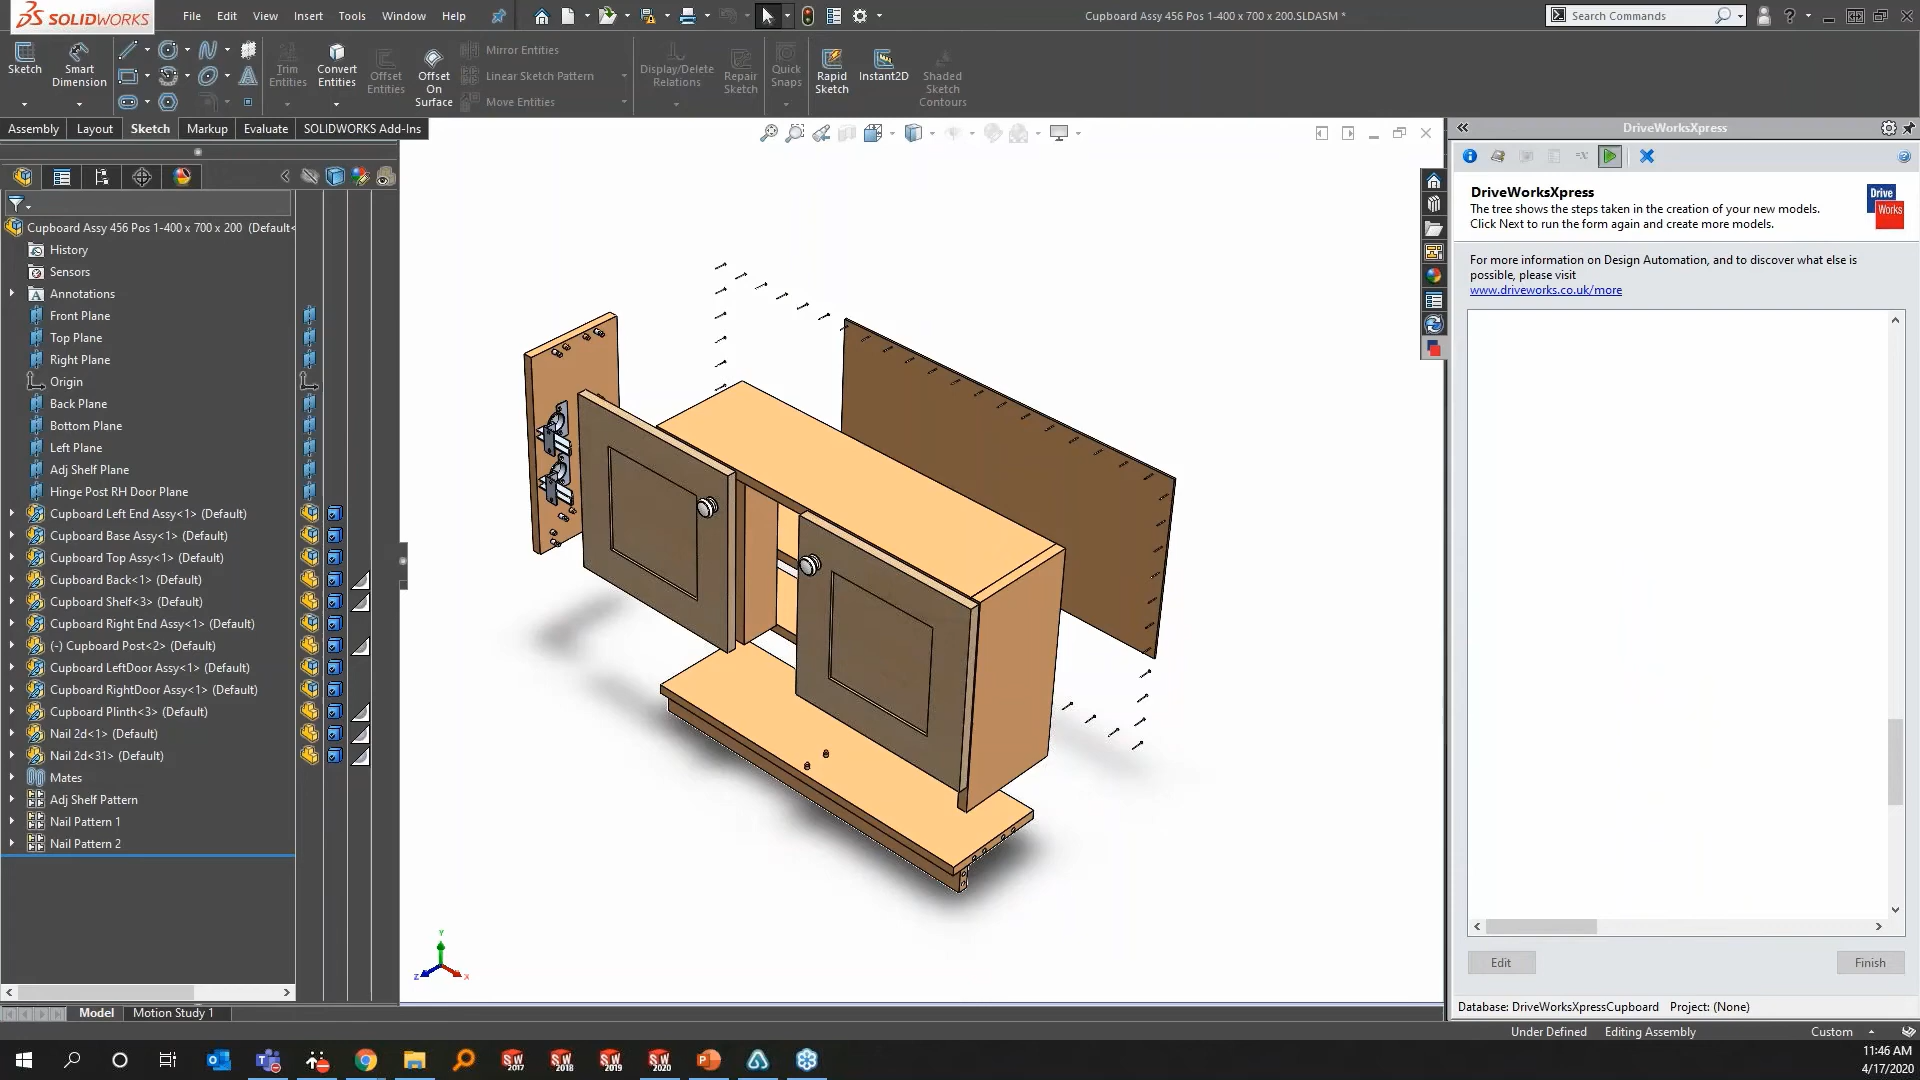 SOLIDWORKS File Edit View Insert Tools Window Help Cupboard Assy 456 Pos 1-400 x 700 x 200.SLDASM * Search Commands ?
Sketch Smart Dimension Trim Entities Convert Entities Offset Entities Offset On Surface Mirror Entities Linear Sketch Pattern Move Entities Display/Delete Relations Repair Sketch Quick Snaps Rapid Sketch Instant2D Shaded Sketch Contours
Assembly Layout Sketch Markup Evaluate SOLIDWORKS Add-Ins
Cupboard Assy 456 Pos 1-400 x 700 x 200 (Default<
History
Sensors
Annotations
Front Plane
Top Plane
Right Plane
Origin
Back Plane
Bottom Plane
Left Plane
Adj Shelf Plane
Hinge Post RH Door Plane
Cupboard Left End Assy<1> (Default)
Cupboard Base Assy<1> (Default)
Cupboard Top Assy<1> (Default)
Cupboard Back<1> (Default)
Cupboard Shelf<3> (Default)
Cupboard Right End Assy<1> (Default)
(-) Cupboard Post<2> (Default)
Cupboard LeftDoor Assy<1> (Default)
Cupboard RightDoor Assy<1> (Default)
Cupboard Plinth<3> (Default)
Nail 2d<1> (Default)
Nail 2d<31> (Default)
Mates
Adj Shelf Pattern
Nail Pattern 1
Nail Pattern 2
Y
Z X
Model Motion Study 1
DriveWorksXpress
DriveWorksXpress
The tree shows the steps taken in the creation of your new models.
Click Next to run the form again and create more models.
Drive
Works
For more information on Design Automation, and to discover what else is
possible, please visit
www.driveworks.co.uk/more
Edit Finish
Database: DriveWorksXpressCupboard Project: (None)
Under Defined Editing Assembly Custom
SW 2017 SW 2018 SW 2019 SW 2020
11:46 AM
4/17/2020